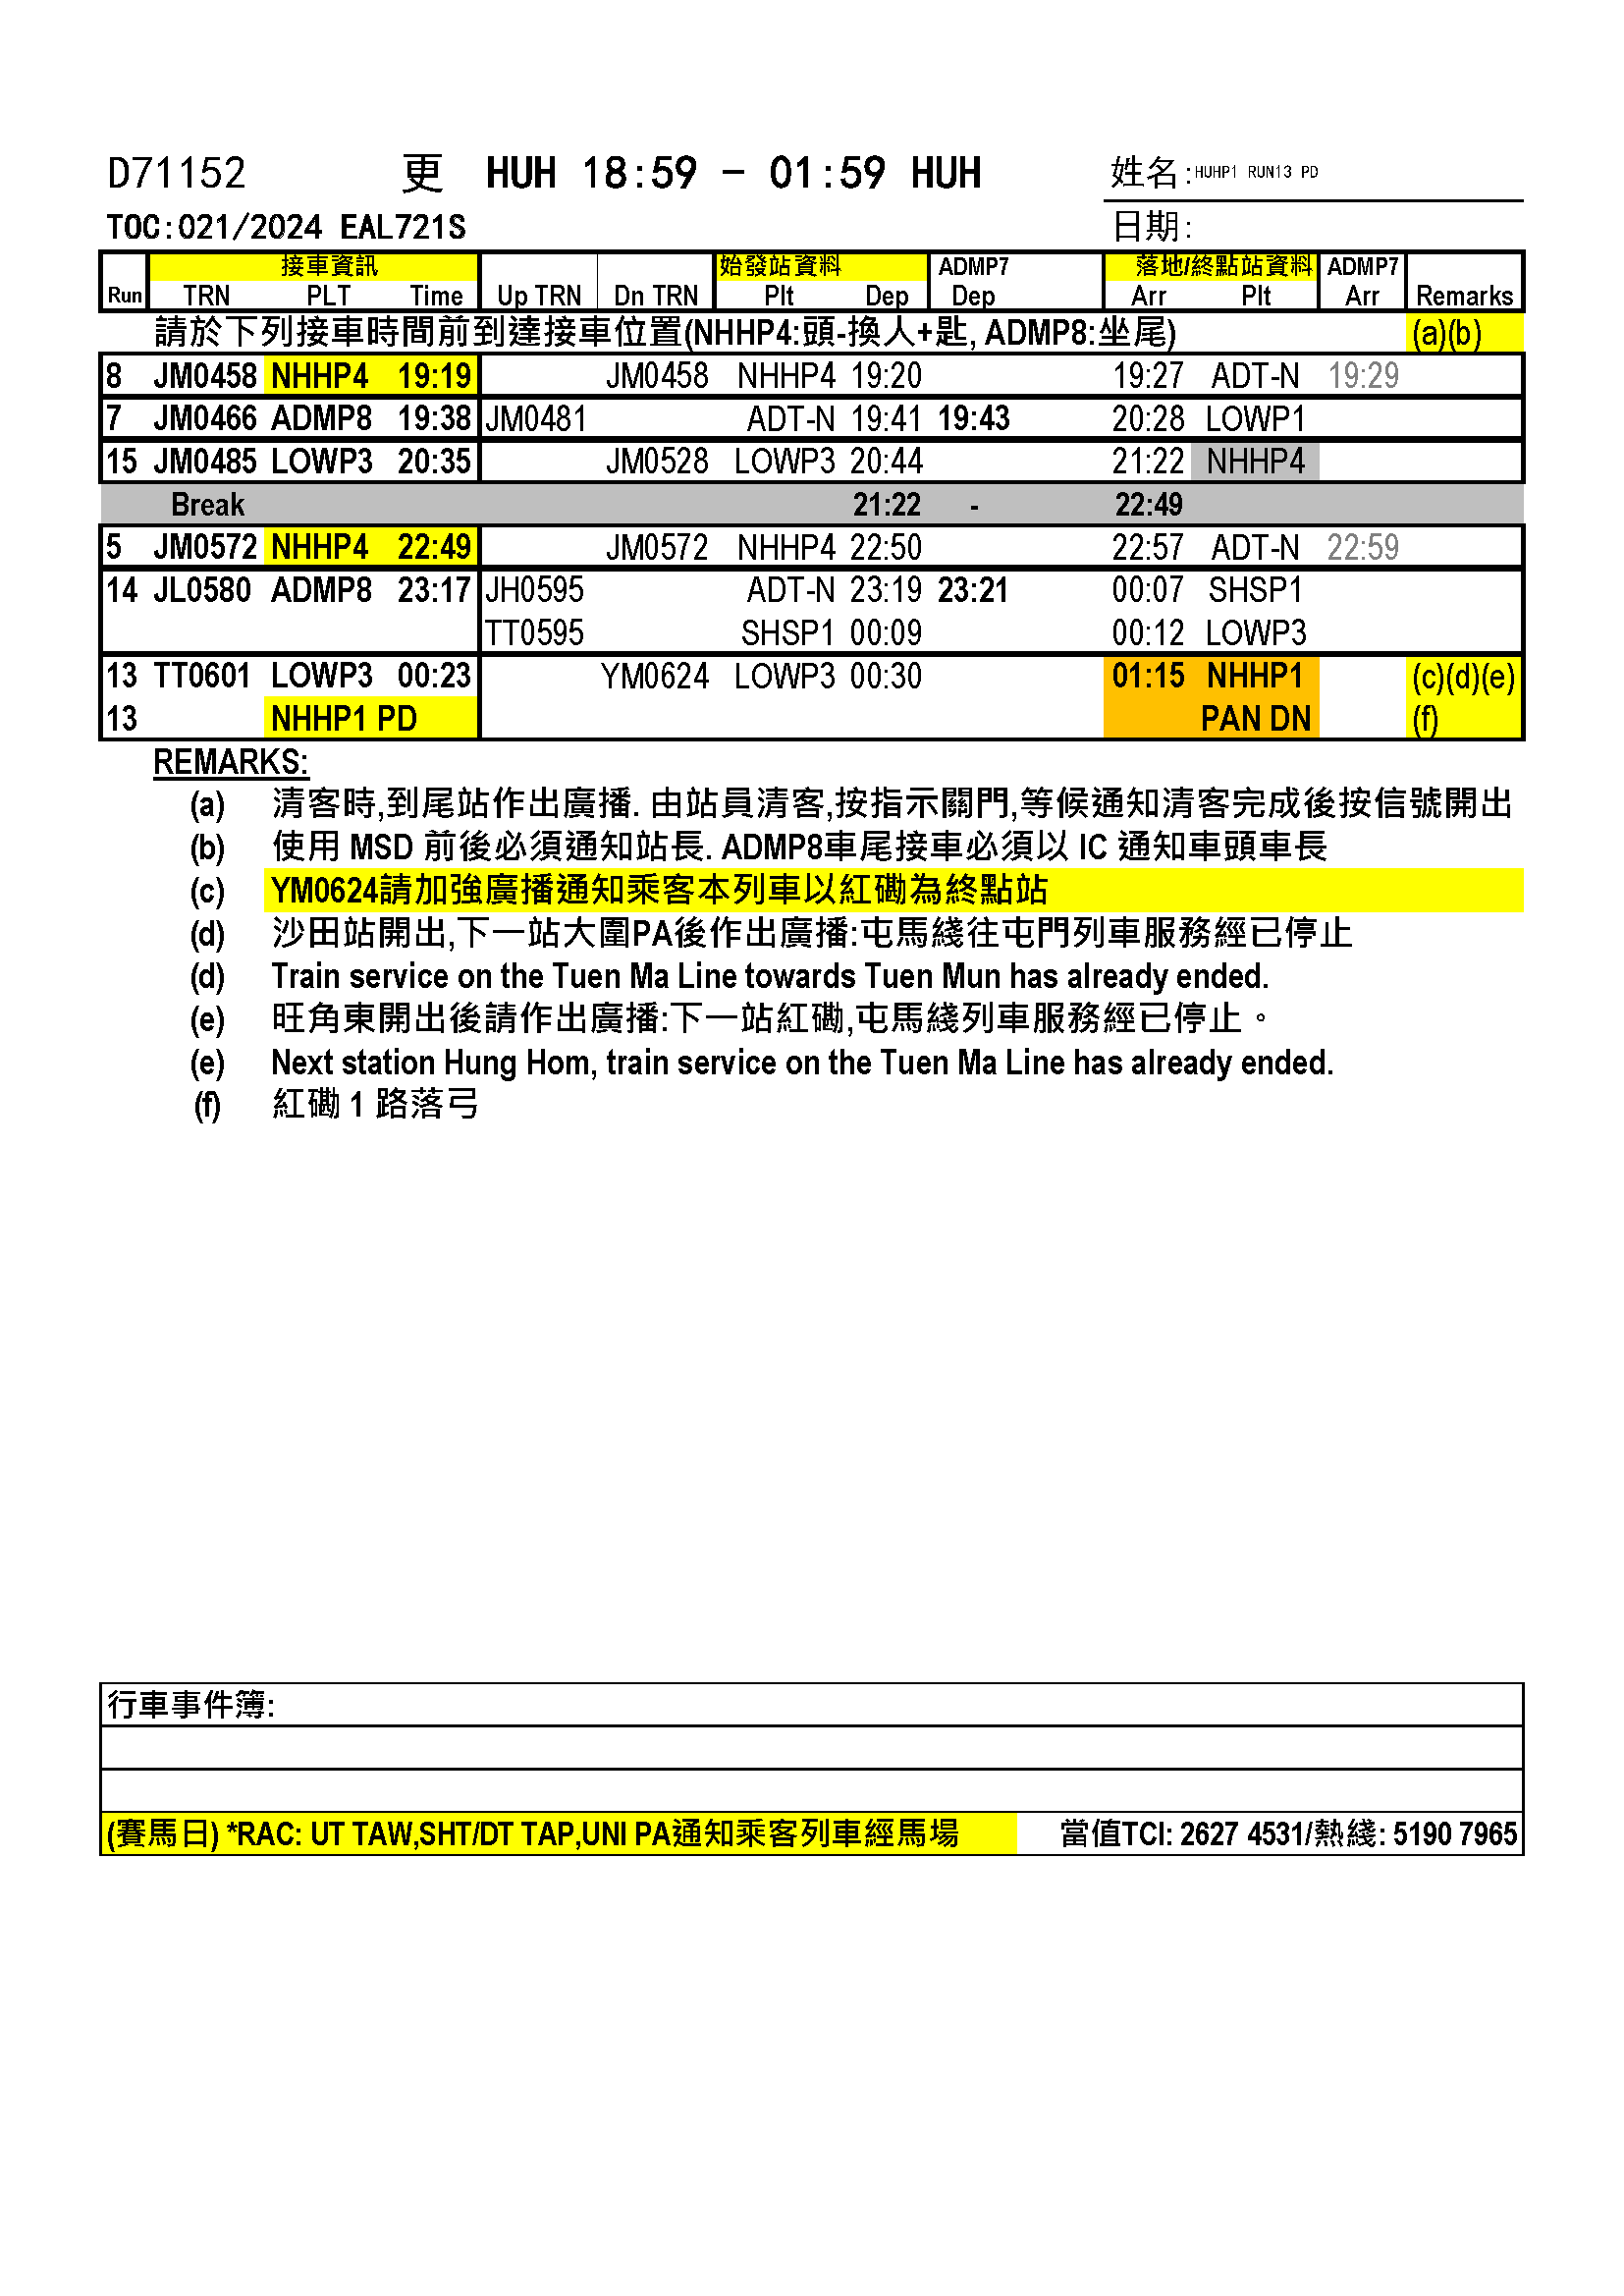 D71152 更 HUH 18:59 - 01:59 HUH 姓名:HUHP1 RUN13 PD
TOC:021/2024 EAL721S 日期:
接車資訊 始發站資料 ADMP7 落地/終點站資料 ADMP7
Run TRN PLT Time Up TRN Dn TRN Plt Dep Dep Arr Plt Arr Remarks
請於下列接車時間前到達接車位置(NHHP4:頭-換人+匙, ADMP8:坐尾) (a)(b)
8 JM0458 NHHP4 19:19 JM0458 NHHP4 19:20 19:27 ADT-N 19:29
7 JM0466 ADMP8 19:38 JM0481 ADT-N 19:41 19:43 20:28 LOWP1
15 JM0485 LOWP3 20:35 JM0528 LOWP3 20:44 21:22 NHHP4
Break 21:22 - 22:49
5 JM0572 NHHP4 22:49 JM0572 NHHP4 22:50 22:57 ADT-N 22:59
14 JL0580 ADMP8 23:17 JH0595 ADT-N 23:19 23:21 00:07 SHSP1
TT0595 SHSP1 00:09 00:12 LOWP3
13 TT0601 LOWP3 00:23 YM0624 LOWP3 00:30 01:15 NHHP1 (c)(d)(e)
13 NHHP1 PD PAN DN (f)
REMARKS:
(a) 清客時,到尾站作出廣播. 由站員清客,按指示關門,等候通知清客完成後按信號開出
(b) 使用 MSD 前後必須通知站長. ADMP8車尾接車必須以 IC 通知車頭車長
(c) YM0624請加強廣播通知乘客本列車以紅磡為終點站
(d) 沙田站開出,下一站大圍PA後作出廣播:屯馬綫往屯門列車服務經已停止
(d) Train service on the Tuen Ma Line towards Tuen Mun has already ended.
(e) 旺角東開出後請作出廣播:下一站紅磡,屯馬綫列車服務經已停止。
(e) Next station Hung Hom, train service on the Tuen Ma Line has already ended.
(f) 紅磡 1 路落弓
行車事件簿:
(賽馬日) *RAC: UT TAW,SHT/DT TAP,UNI PA通知乘客列車經馬場 當值TCI: 2627 4531/熱綫: 5190 7965